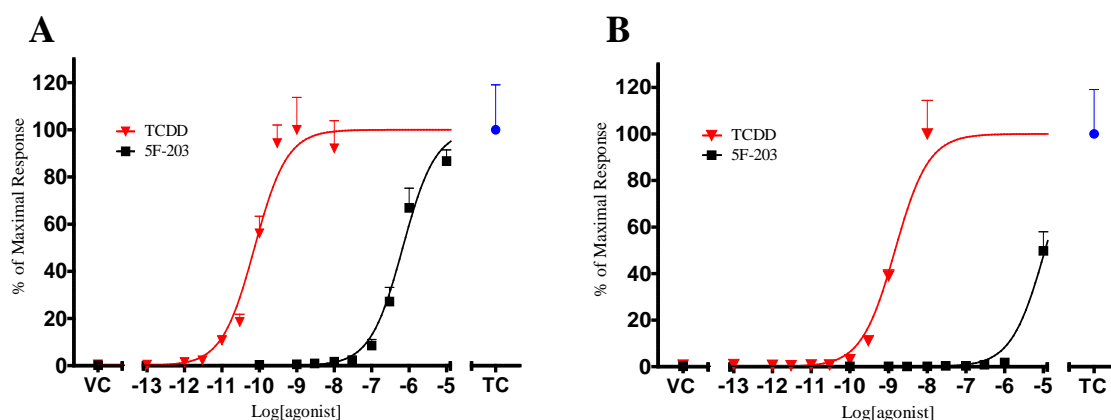 A
% of Maximal Response
120
100
80
60
40
20
0
TCDD
5F-203
VC
-13 -12 -11 -10 -9 -8 -7 -6 -5
TC
Log[agonist]
B
% of Maximal Response
120
100
80
60
40
20
0
TCDD
5F-203
VC
-13 -12 -11 -10 -9 -8 -7 -6 -5
TC
Log[agonist]